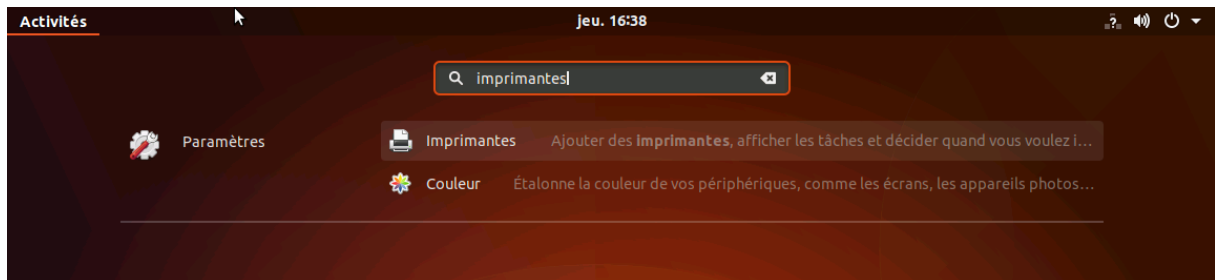 Activités jeu. 16:38
imprimantes
Paramètres Imprimantes Ajouter des imprimantes, afficher les tâches et décider quand vous voulez i…
Couleur Étalonne la couleur de vos périphériques, comme les écrans, les appareils photos…